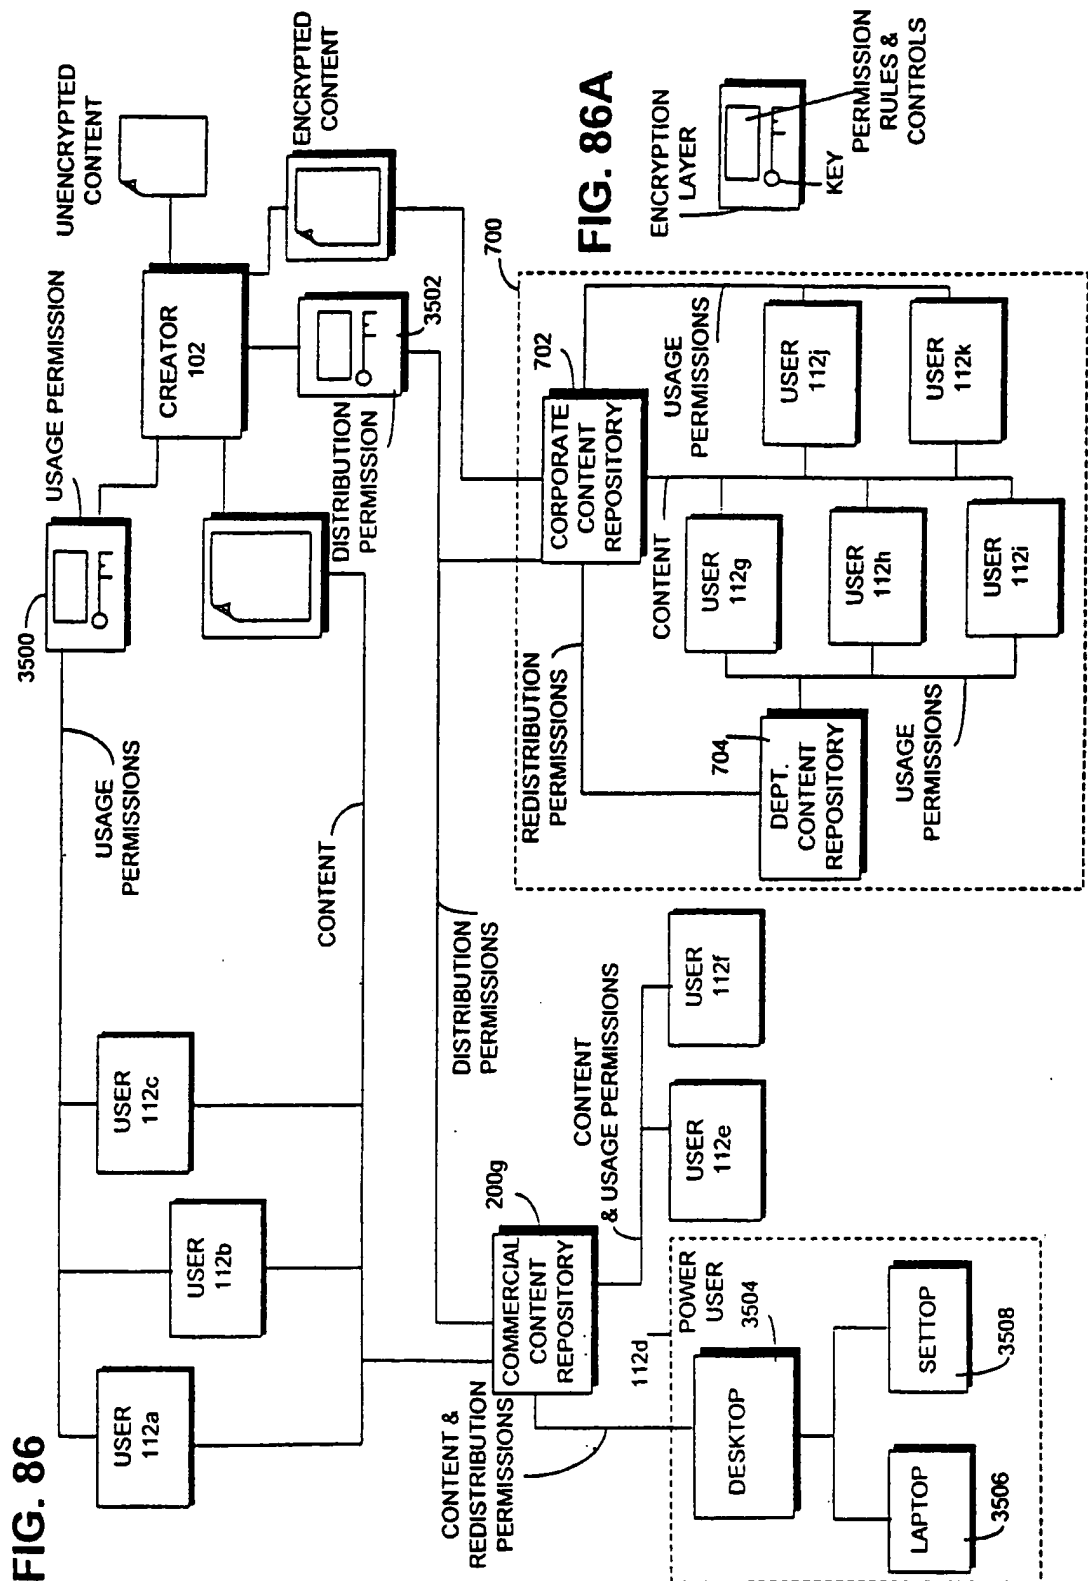 FIG. 86
USER
112a
USER
112b
USER
112c
USAGE
PERMISSIONS
3500
USAGE PERMISSION
CREATOR
102
UNENCRYPTED
CONTENT
CONTENT
DISTRIBUTION
PERMISSION
3502
ENCRYPTED
CONTENT
DISTRIBUTION
PERMISSIONS
CONTENT &
REDISTRIBUTION
PERMISSIONS
COMMERCIAL
CONTENT
REPOSITORY
200g
CONTENT
& USAGE PERMISSIONS
USER
112e
USER
112f
112d
POWER
USER
3504
DESKTOP
LAPTOP
3506
SETTOP
3508
REDISTRIBUTION
PERMISSIONS
CORPORATE
CONTENT
REPOSITORY
702
700
704
DEPT.
CONTENT
REPOSITORY
CONTENT
USER
112g
USER
112h
USER
112i
USAGE
PERMISSIONS
USAGE
PERMISSIONS
USER
112j
USER
112k
FIG. 86A
ENCRYPTION
LAYER
KEY
PERMISSION
RULES &
CONTROLS